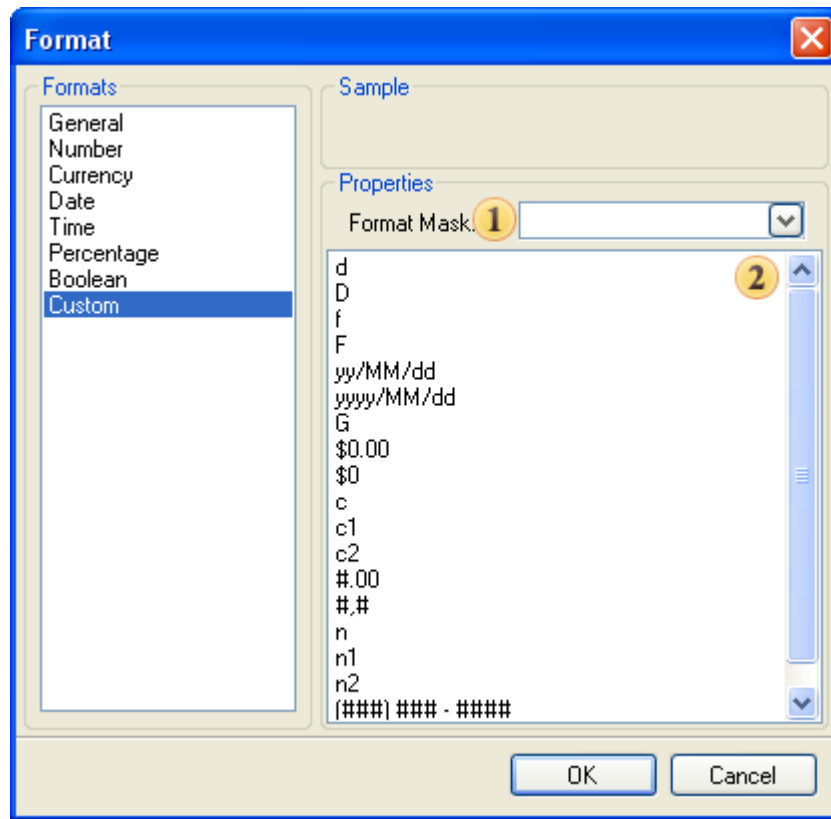 Format
Formats
General
Number
Currency
Date
Time
Percentage
Boolean
Custom
Sample
Properties
Format Mask: 1
2
d
D
f
F
yy/MM/dd
yyyy/MM/dd
G
$0.00
$0
c
c1
c2
#.00
#,#
n
n1
n2
(###) ### - ####
OK
Cancel